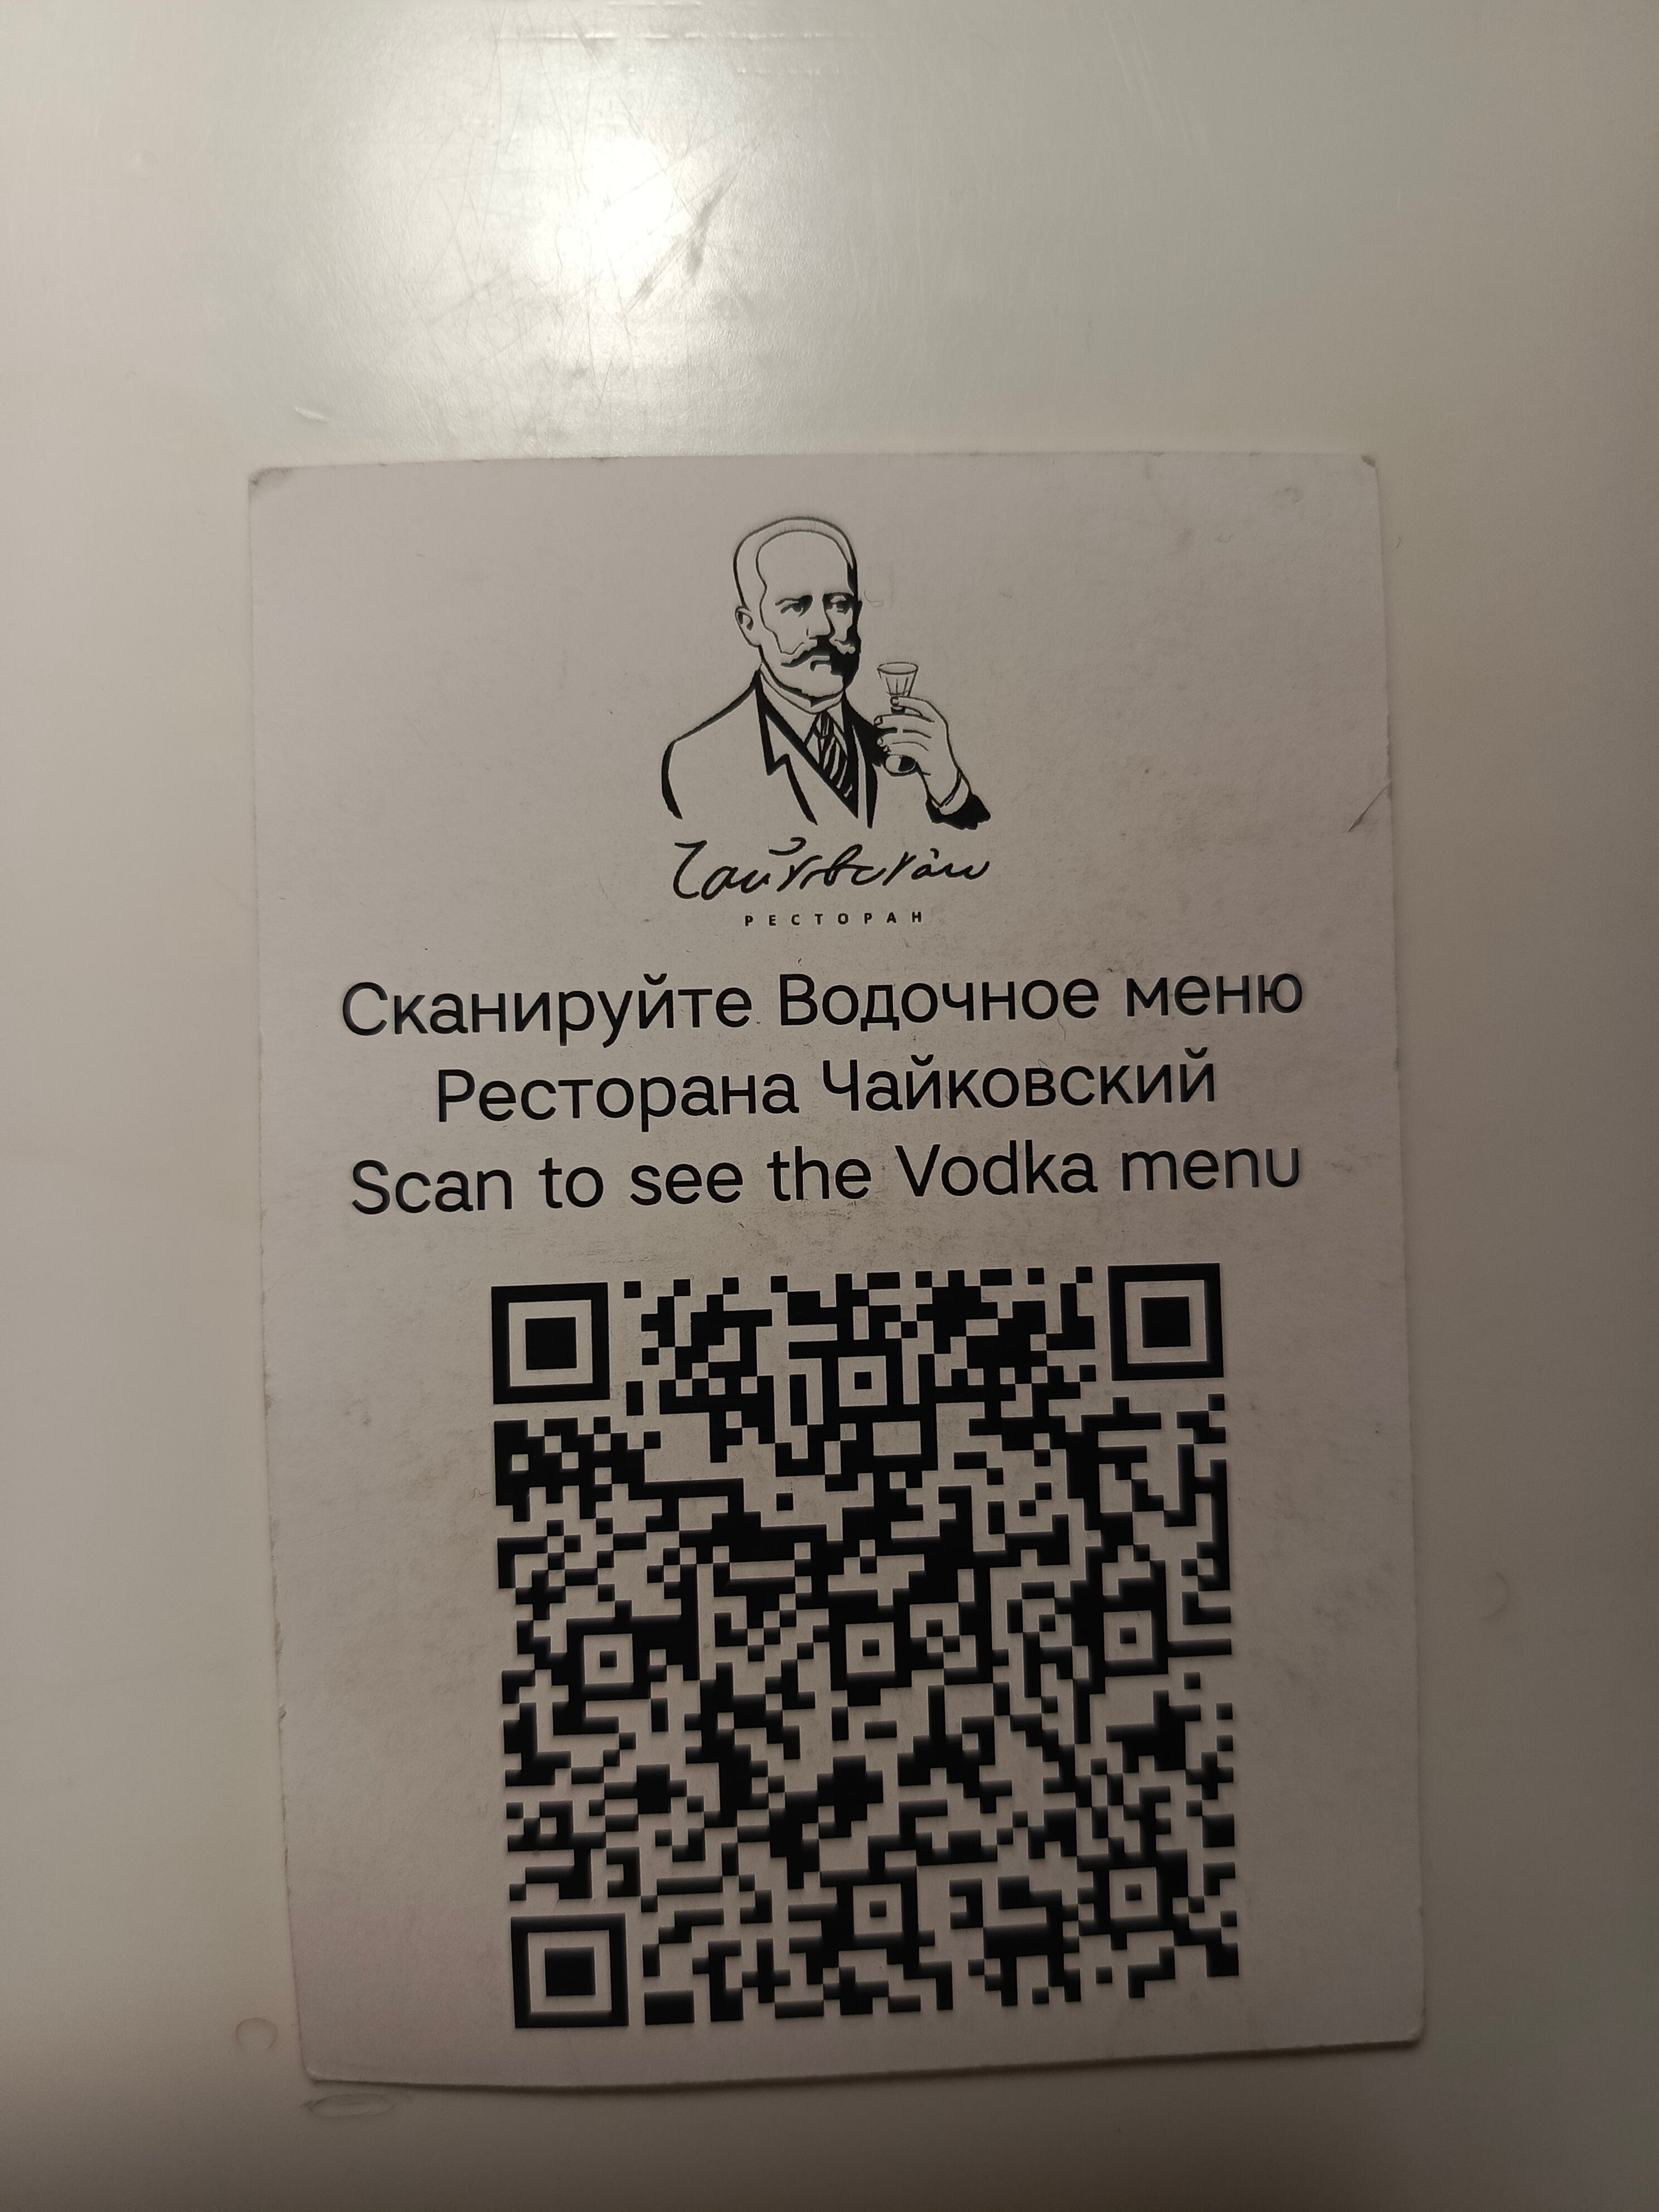 Чайковский
РЕСТОРАН
Сканируйте Водочное меню
Ресторана Чайковский
Scan to see the Vodka menu